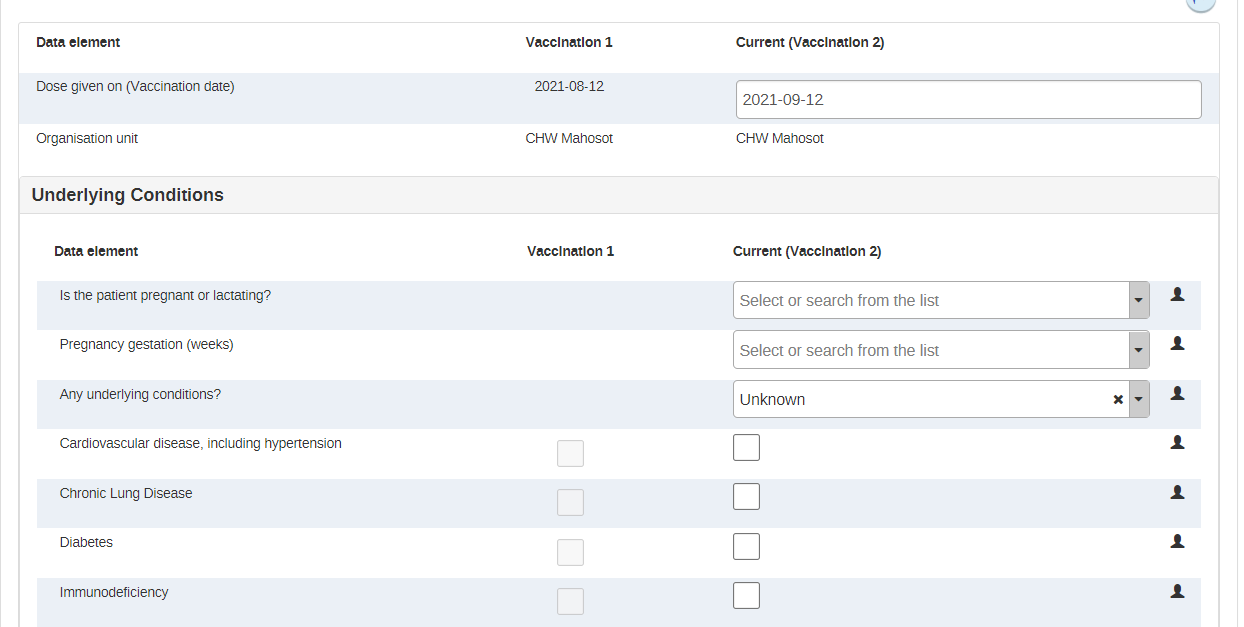 Data element Vaccination 1 Current (Vaccination 2)
Dose given on (Vaccination date) 2021-08-12 2021-09-12
Organisation unit CHW Mahosot CHW Mahosot
Underlying Conditions
Data element Vaccination 1 Current (Vaccination 2)
Is the patient pregnant or lactating? Select or search from the list
Pregnancy gestation (weeks) Select or search from the list
Any underlying conditions? Unknown
Cardiovascular disease, including hypertension
Chronic Lung Disease
Diabetes
Immunodeficiency